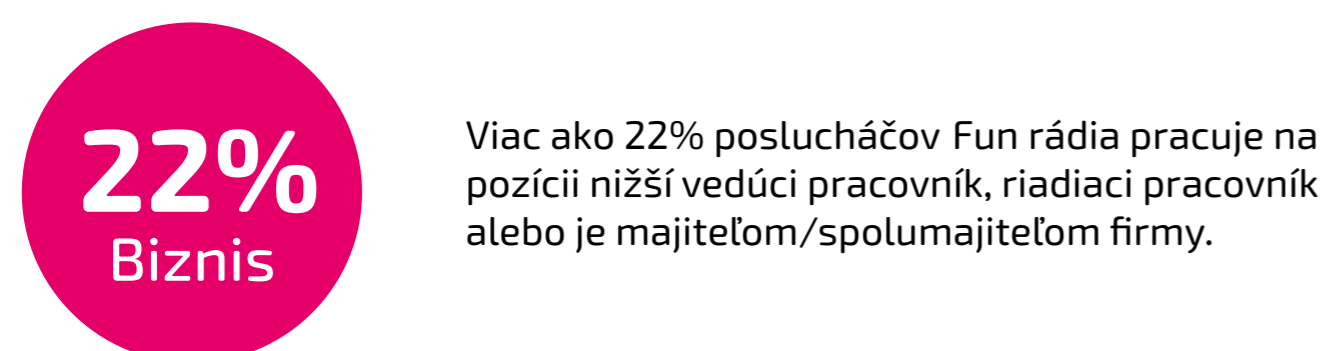 22%
Biznis
Viac ako 22% poslucháčov Fun rádia pracuje na
pozícii nižší vedúci pracovník, riadiaci pracovník
alebo je majiteľom/spolumajiteľom firmy.